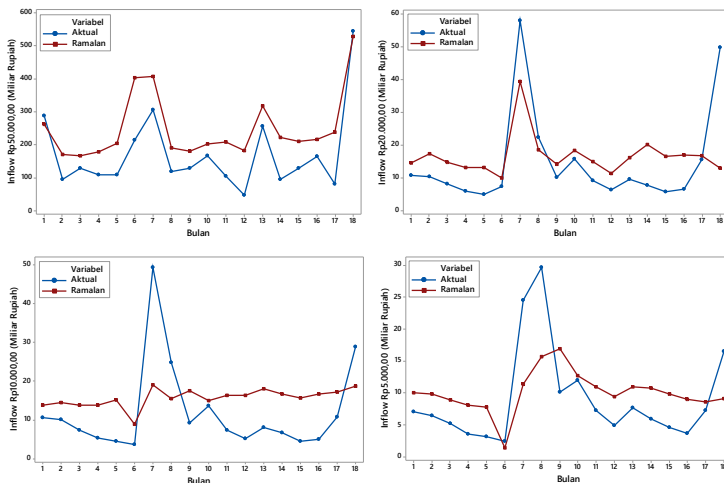 Inflow Rp50.000,00 (Miliar Rupiah)
600
500
400
300
200
100
0
Variabel
Aktual
Ramalan
1 2 3 4 5 6 7 8 9 10 11 12 13 14 15 16 17 18
Bulan
Inflow Rp20.000,00 (Miliar Rupiah)
60
50
40
30
20
10
0
Variabel
Aktual
Ramalan
1 2 3 4 5 6 7 8 9 10 11 12 13 14 15 16 17 18
Bulan
Inflow Rp10.000,00 (Miliar Rupiah)
50
40
30
20
10
0
Variabel
Aktual
Ramalan
1 2 3 4 5 6 7 8 9 10 11 12 13 14 15 16 17 18
Bulan
Inflow Rp5.000,00 (Miliar Rupiah)
30
25
20
15
10
5
0
Variabel
Aktual
Ramalan
1 2 3 4 5 6 7 8 9 10 11 12 13 14 15 16 17 18
Bulan